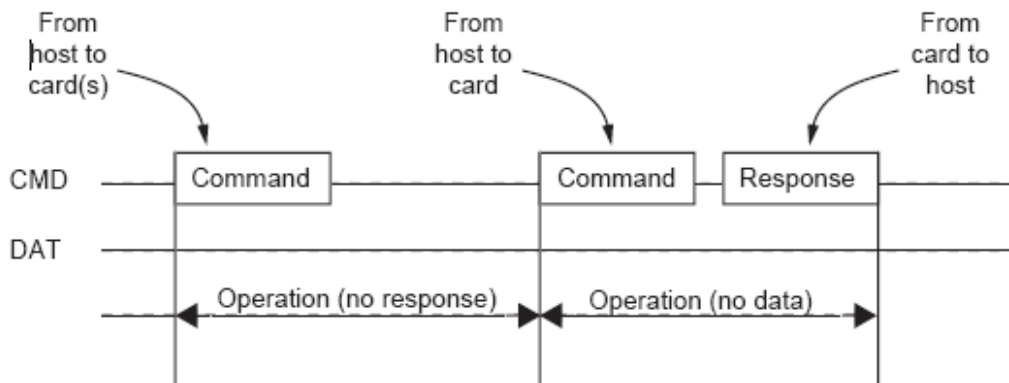 From
host to
card(s)
From
host to
card
From
card to
host
CMD
Command
Command
Response
DAT
Operation (no response)
Operation (no data)